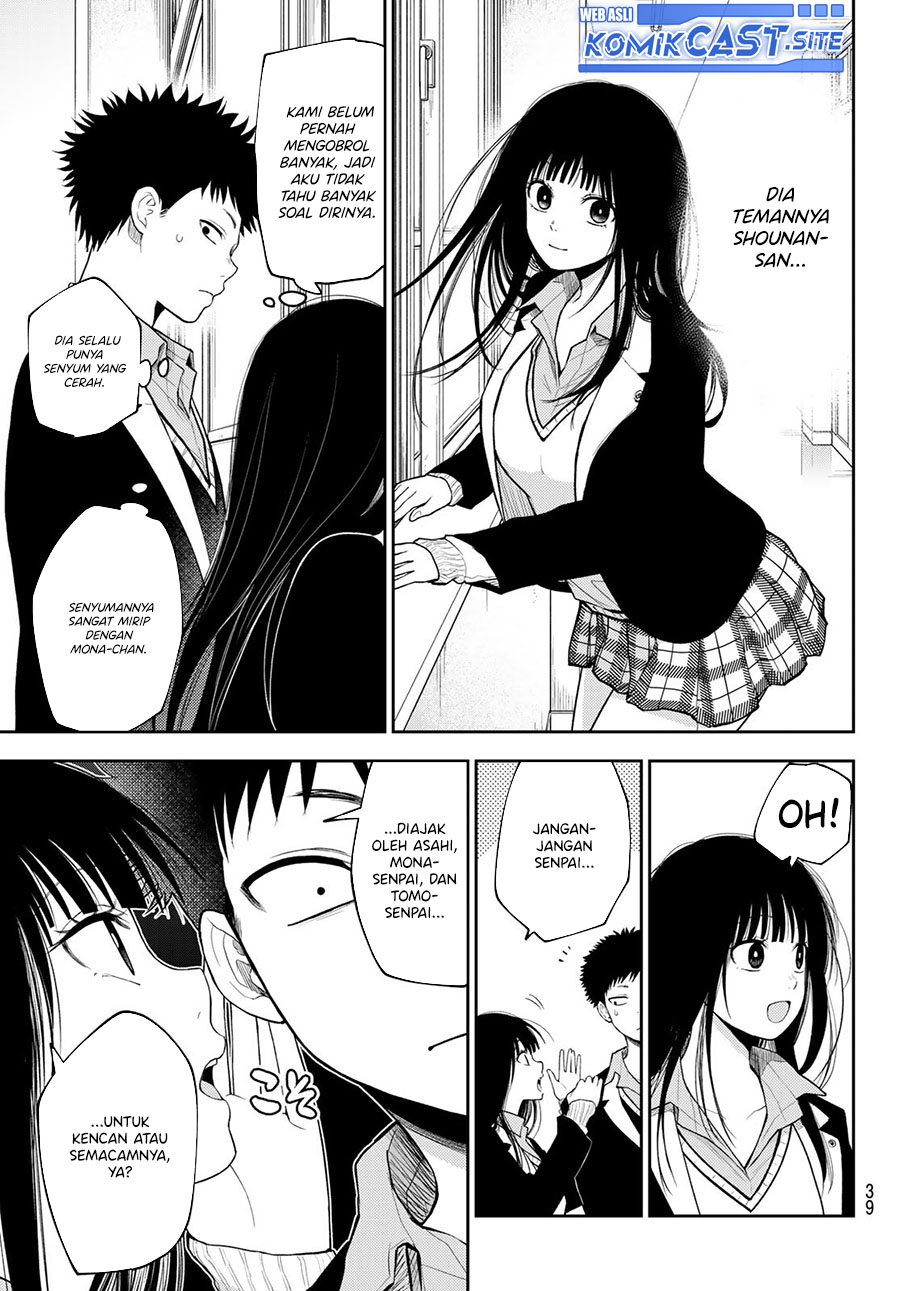 WEB ASLI
KOMIKCAST.SITE
DIA
TEMANNYA
SHOUNAN-
SAN...
KAMI BELUM
PERNAH
MENGOBROL
BANYAK, JADI
AKU TIDAK
TAHU BANYAK
SOAL DIRINYA.
DIA SELALU
PUNYA
SENYUM YANG
CERAH.
SENYUMANNYA
SANGAT MIRIP
DENGAN
MONA-CHAN.
OH!
JANGAN-
JANGAN
SENPAI...
...DIAJAK
OLEH ASAHI,
MONA-
SENPAI, DAN
TOMO-
SENPAI...
こそ
...UNTUK
KENCAN ATAU
SEMACAMNYA,
YA?
39